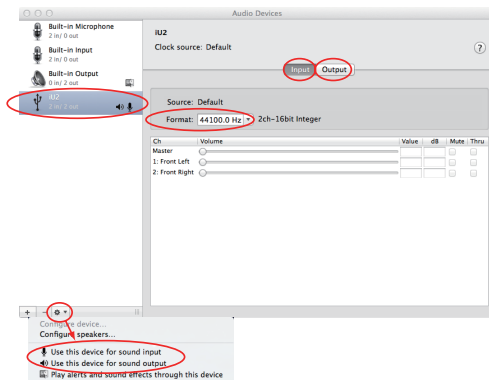 Audio Devices
Built-in Microphone
2 in/ 0 out
Built-in Input
2 in/ 0 out
Built-in Output
0 in/ 2 out
iU2
2 in/ 2 out
iU2
Clock source: Default
?
Input Output
Source: Default
Format: 44100.0 Hz 2ch-16bit Integer
Ch Volume Value dB Mute Thru
Master
1: Front Left
2: Front Right
+ −
Configure device...
Configure speakers...
Use this device for sound input
Use this device for sound output
Play alerts and sound effects through this device